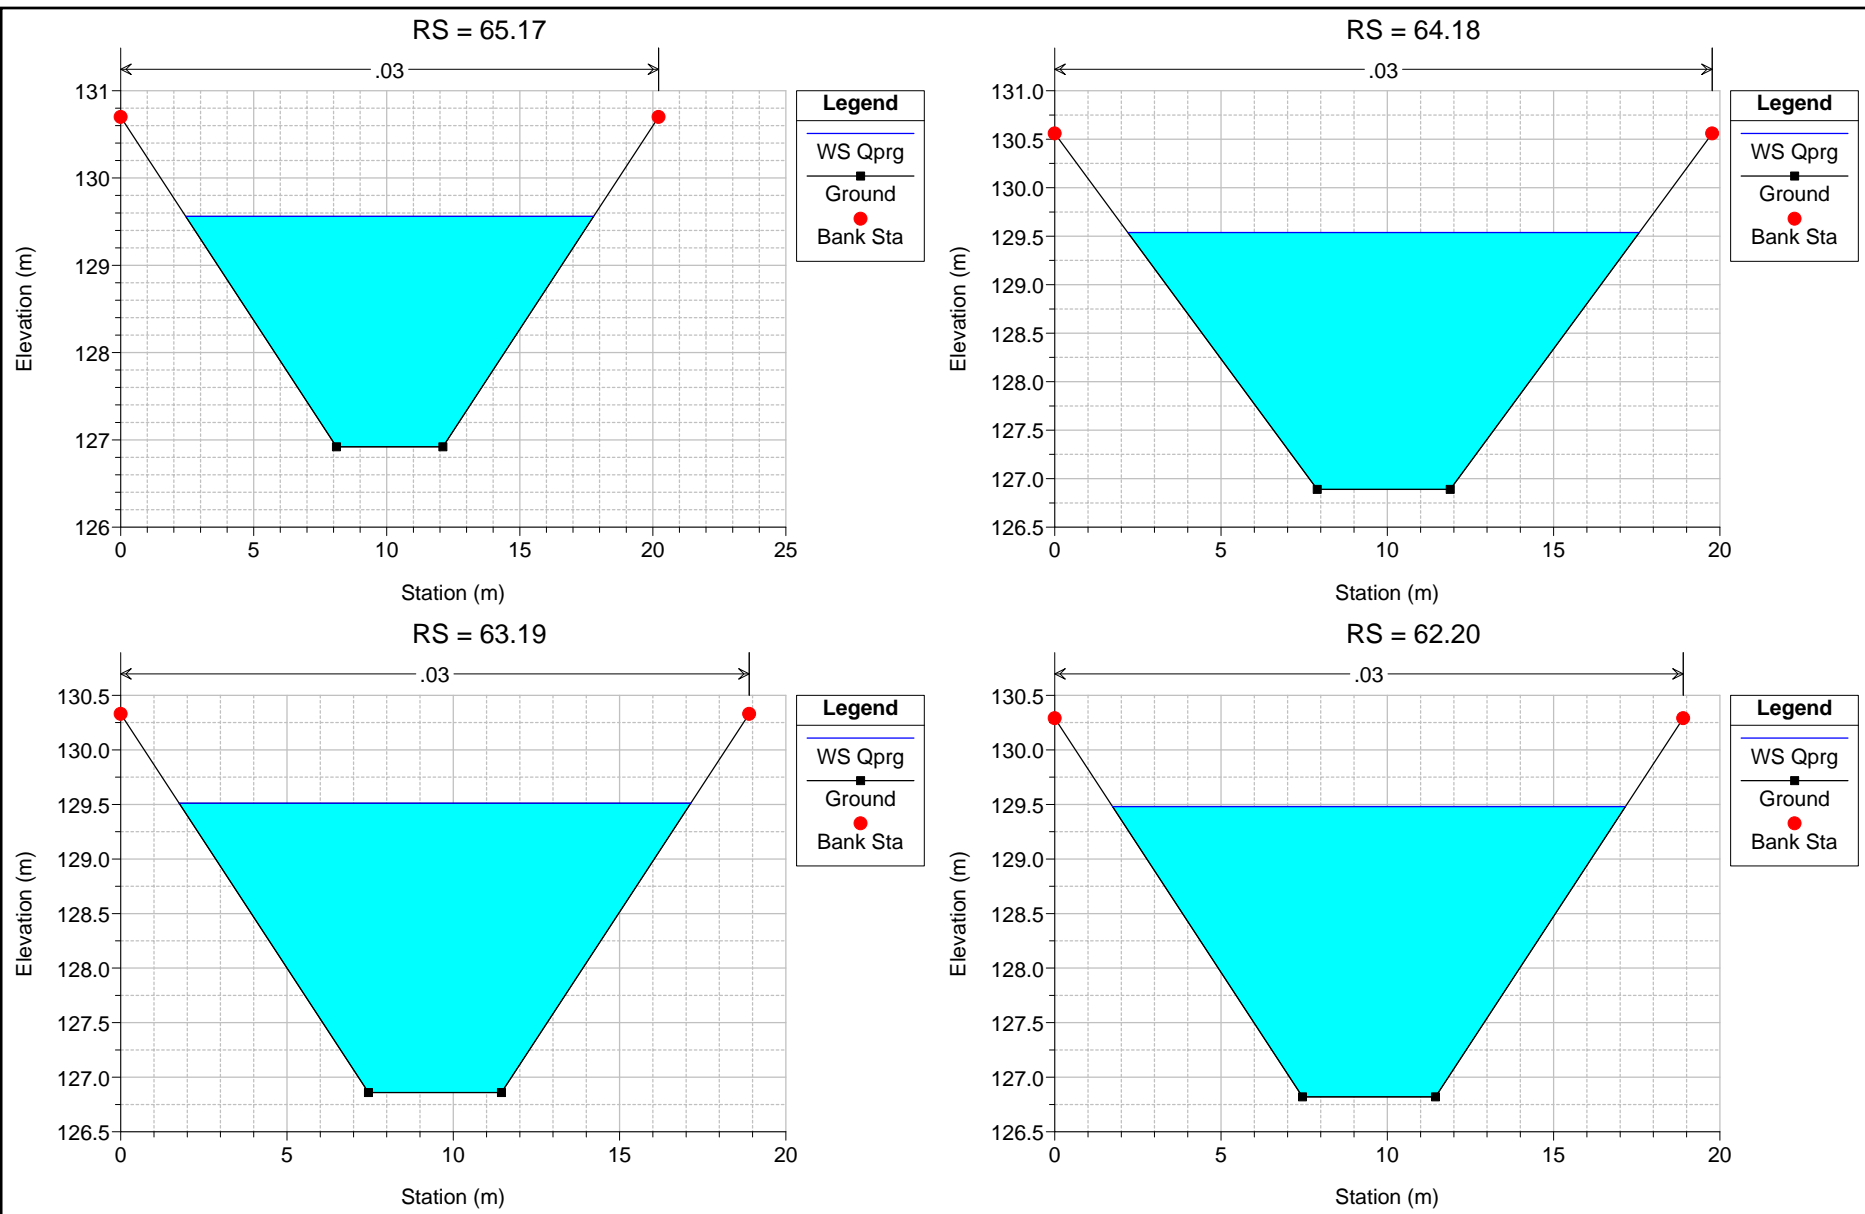 RS = 65.17
.03
131
130
129
128
127
126
0 5 10 15 20 25
Elevation (m)
Station (m)
Legend
WS Qprg
Ground
Bank Sta
RS = 64.18
.03
131.0
130.5
130.0
129.5
129.0
128.5
128.0
127.5
127.0
126.5
0 5 10 15 20
Elevation (m)
Station (m)
Legend
WS Qprg
Ground
Bank Sta
RS = 63.19
.03
130.5
130.0
129.5
129.0
128.5
128.0
127.5
127.0
126.5
0 5 10 15 20
Elevation (m)
Station (m)
Legend
WS Qprg
Ground
Bank Sta
RS = 62.20
.03
130.5
130.0
129.5
129.0
128.5
128.0
127.5
127.0
126.5
0 5 10 15 20
Elevation (m)
Station (m)
Legend
WS Qprg
Ground
Bank Sta